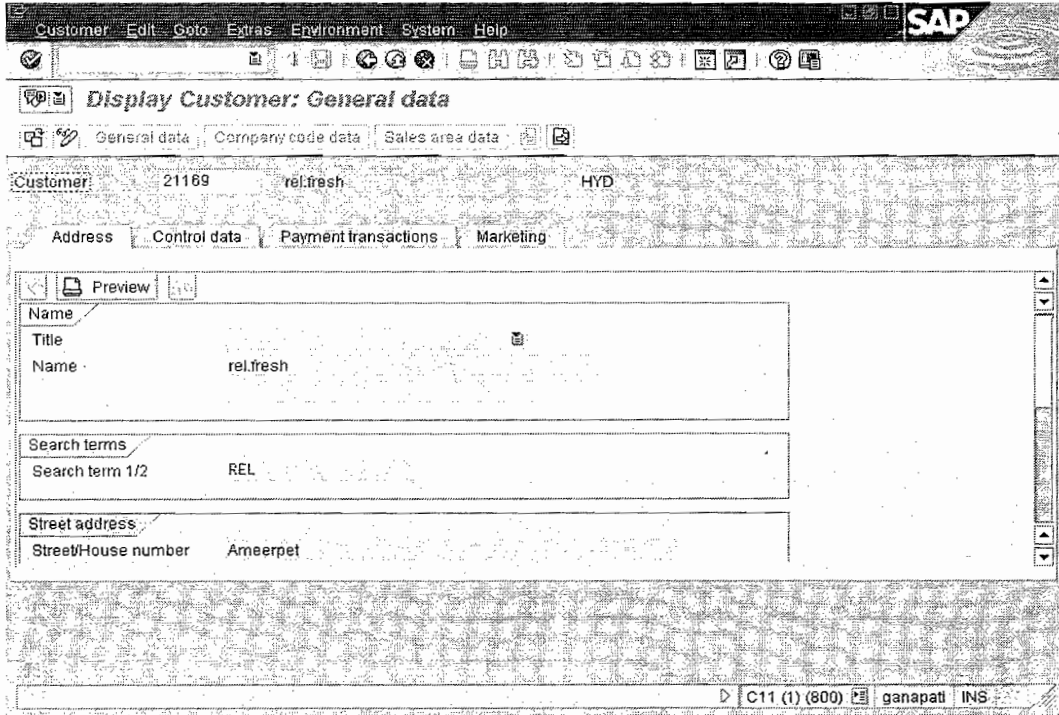 Customer Edit Goto Extras Environment System Help
SAP
Display Customer: General data
General data Company code data Sales area data
Customer 21169 rel.fresh HYD
Address Control data Payment transactions Marketing
Preview
Name
Title
Name rel.fresh
Search terms
Search term 1/2 REL
Street address
Street/House number Ameerpet
C11 (1) (800) ganapati INS